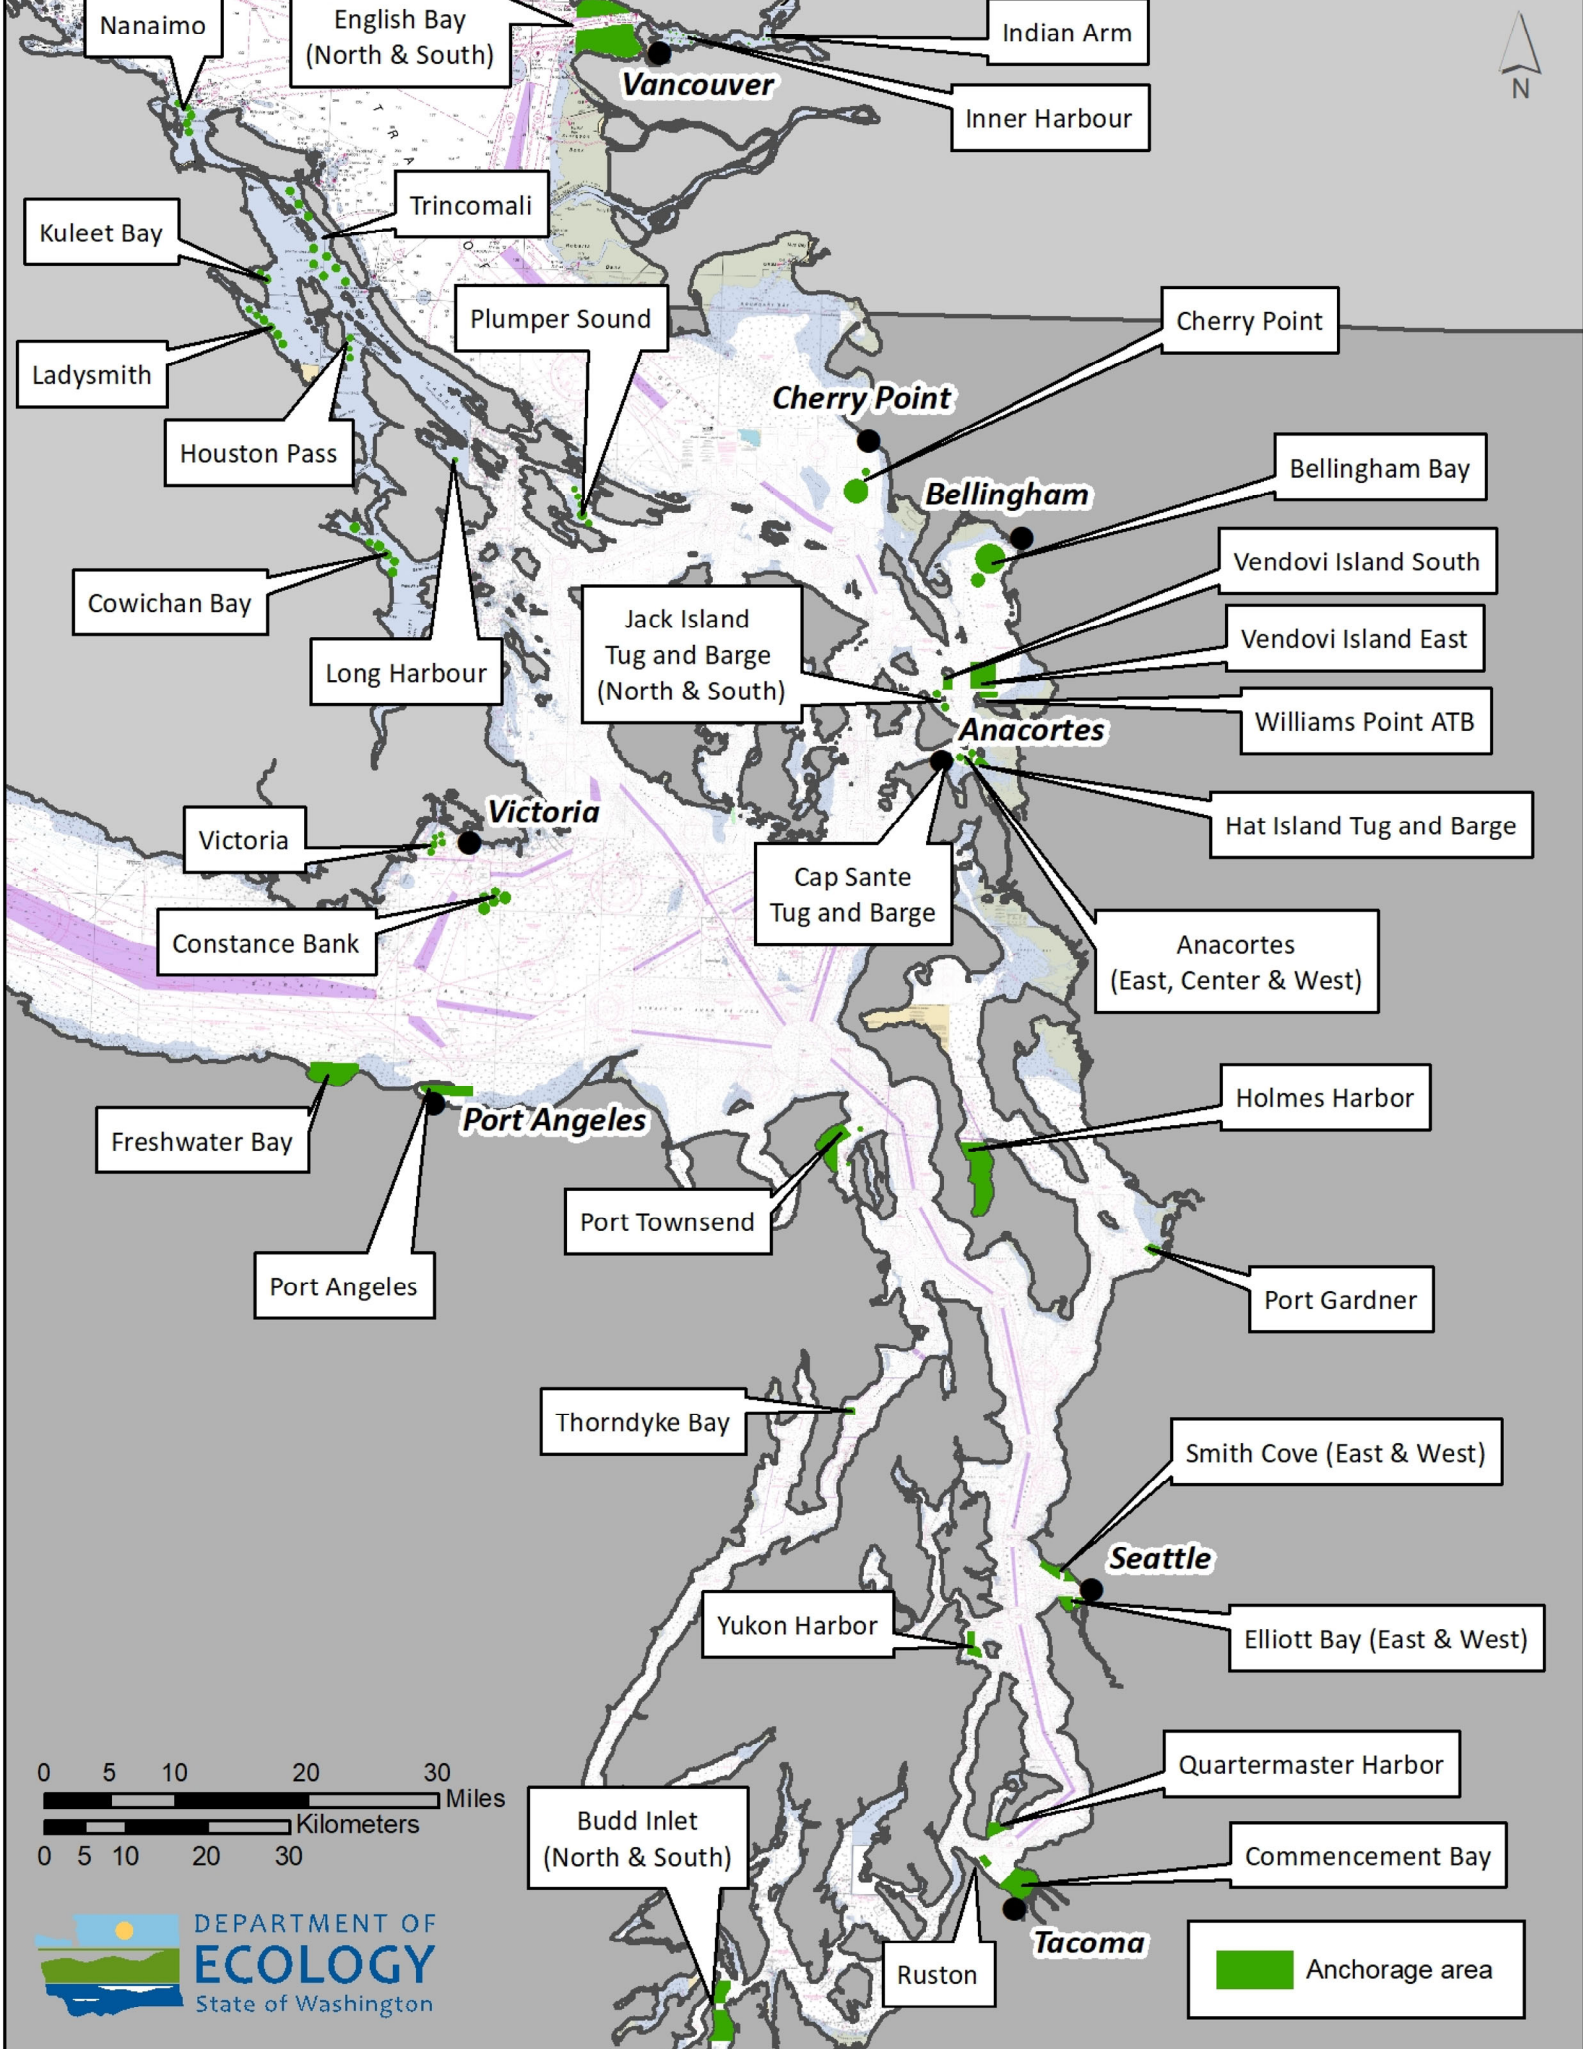 Nanaimo
English Bay
(North & South)
Indian Arm
N
Vancouver
Inner Harbour
T
R
A
Trincomali
Kuleet Bay
O
F
Plumper Sound
Cherry Point
Ladysmith
Cherry Point
Houston Pass
Bellingham Bay
Bellingham
Vendovi Island South
Cowichan Bay
Jack Island
Tug and Barge
(North & South)
Vendovi Island East
Long Harbour
Williams Point ATB
Anacortes
Victoria
Victoria
Hat Island Tug and Barge
Cap Sante
Tug and Barge
Constance Bank
Anacortes
(East, Center & West)
Holmes Harbor
Port Angeles
Freshwater Bay
Port Townsend
Port Angeles
Port Gardner
Thorndyke Bay
Smith Cove (East & West)
Seattle
Yukon Harbor
Elliott Bay (East & West)
Quartermaster Harbor
0 5 10 20 30
Miles
Kilometers
0 5 10 20 30
Budd Inlet
(North & South)
Commencement Bay
DEPARTMENT OF
ECOLOGY
State of Washington
Tacoma
Ruston
Anchorage area